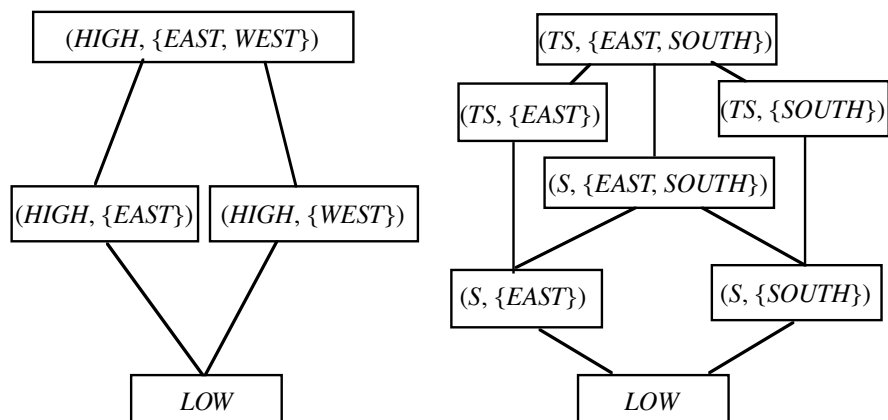 (HIGH, {EAST, WEST})
(HIGH, {EAST})
(HIGH, {WEST})
LOW
(TS, {EAST, SOUTH})
(TS, {EAST})
(TS, {SOUTH})
(S, {EAST, SOUTH})
(S, {EAST})
(S, {SOUTH})
LOW